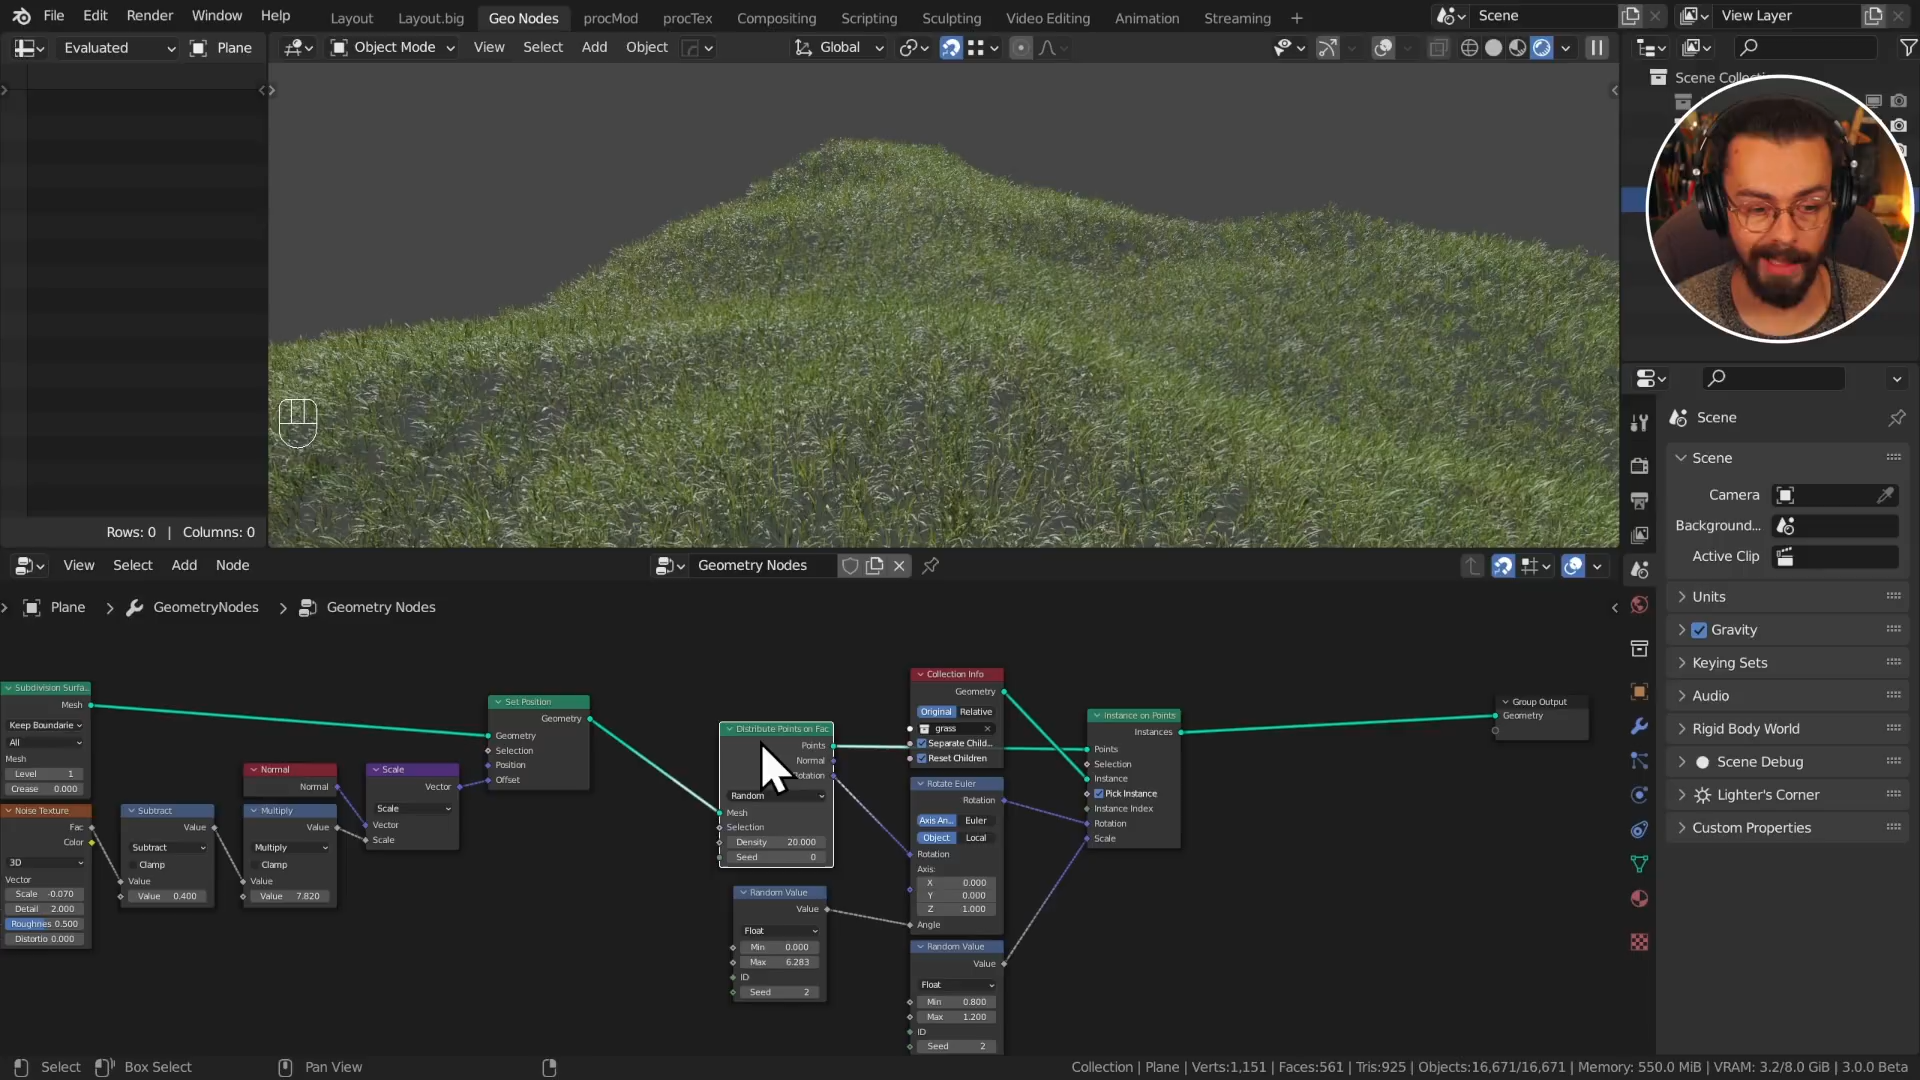 File Edit Render Window Help
Layout Layout.big Geo Nodes procMod procTex Compositing Scripting Sculpting Video Editing Animation Streaming +
Scene
View Layer
Evaluated
Plane
Object Mode View Select Add Object
Global
Scene Collecti
Rows: 0 | Columns: 0
View Select Add Node
Geometry Nodes
Plane > GeometryNodes > Geometry Nodes
Subdivision Surfa..
Mesh
Keep Boundarie
All
Mesh
Level 1
Crease 0.000
Noise Texture
Fac
Color
3D
Vector
Scale -0.070
Detail 2.000
Roughnes 0.500
Distortio 0.000
Subtract
Value
Subtract
Clamp
Value
Value 0.400
Normal
Normal
Multiply
Value
Multiply
Clamp
Value
Value 7.820
Scale
Vector
Scale
Vector
Scale
Set Position
Geometry
Geometry
Selection
Position
Offset
Distribute Points on Fac
Points
Normal
Rotation
Random
Mesh
Selection
Density 20.000
Seed 0
Random Value
Value
Float
Min 0.000
Max 6.283
ID
Seed 2
Collection Info
Geometry
Original Relative
grass
Separate Child..
Reset Children
Rotate Euler
Rotation
Axis An.. Euler
Object Local
Rotation
Axis:
X 0.000
Y 0.000
Z 1.000
Angle
Random Value
Value
Float
Min 0.800
Max 1.200
ID
Seed 2
Instance on Points
Instances
Points
Selection
Instance
Pick Instance
Instance Index
Rotation
Scale
Group Output
Geometry
Scene
Scene
Camera
Background...
Active Clip
Units
Gravity
Keying Sets
Audio
Rigid Body World
Scene Debug
Lighter's Corner
Custom Properties
Select Box Select Pan View
Collection | Plane | Verts:1,151 | Faces:561 | Tris:925 | Objects:16,671/16,671 | Memory: 550.0 MiB | VRAM: 3.2/8.0 GiB | 3.0.0 Beta